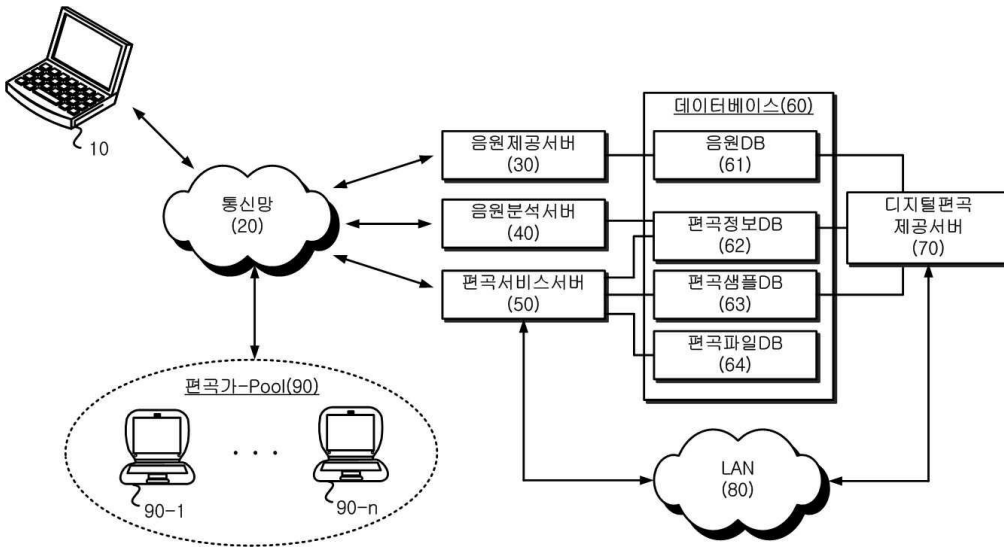 10
통신망
(20)
음원제공서버
(30)
음원분석서버
(40)
편곡서비스서버
(50)
데이터베이스(60)
음원DB
(61)
편곡정보DB
(62)
편곡샘플DB
(63)
편곡파일DB
(64)
디지털편곡
제공서버
(70)
편곡가-Pool(90)
. . .
90-1
90-n
LAN
(80)